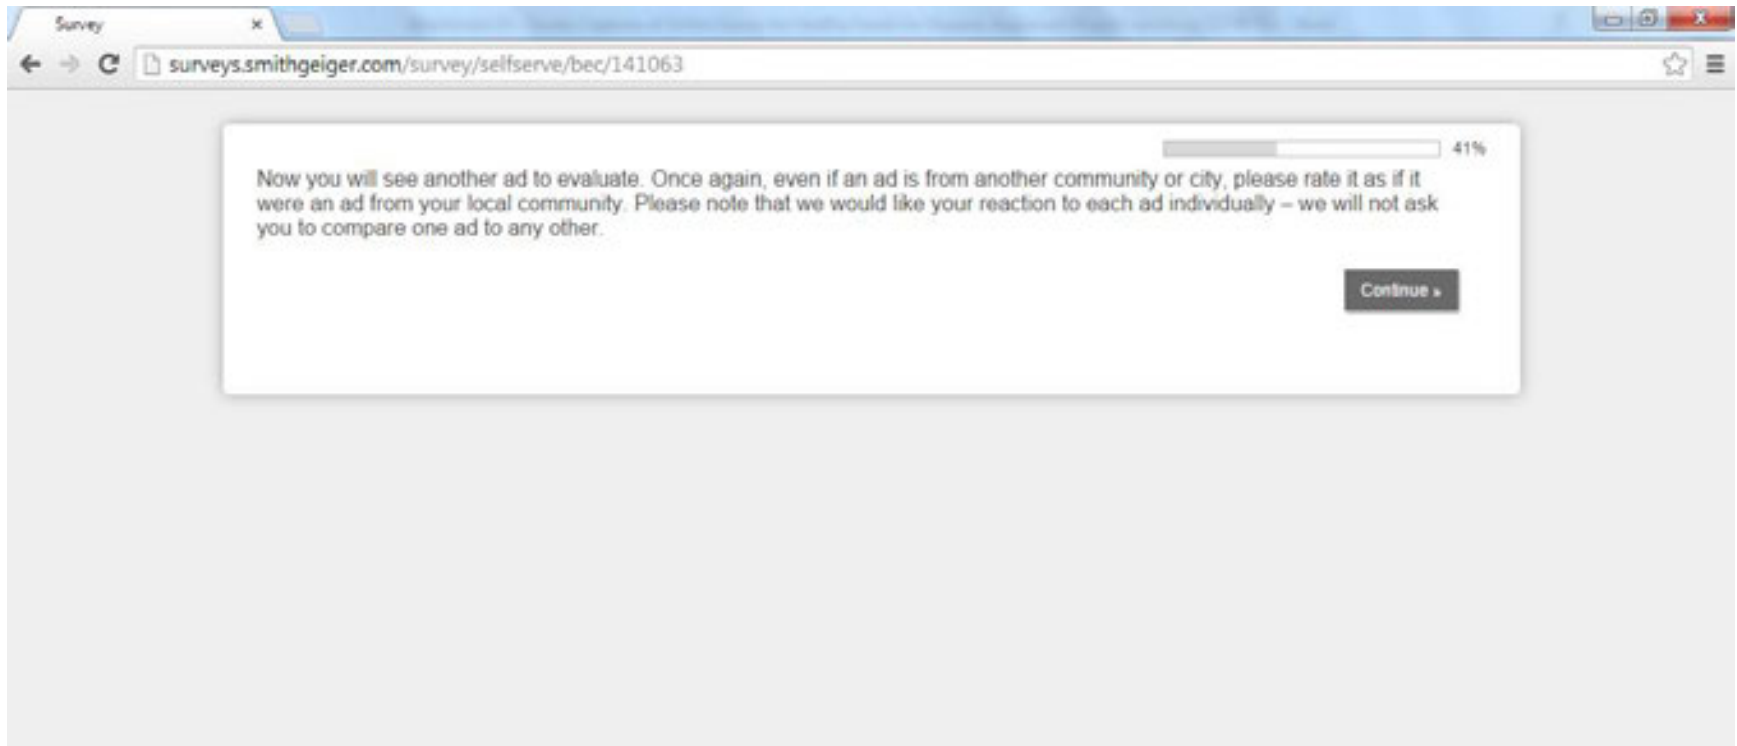 Survey
surveys.smithgeiger.com/survey/selfserve/bec/141063
41%
Now you will see another ad to evaluate. Once again, even if an ad is from another community or city, please rate it as if it
were an ad from your local community. Please note that we would like your reaction to each ad individually – we will not ask
you to compare one ad to any other.
Continue »